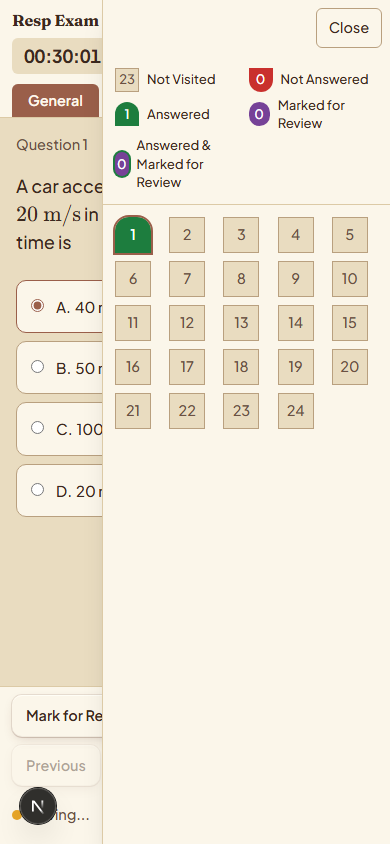 Resp Exam
Close
00:30:01
General
23 Not Visited
0 Not Answered
1 Answered
0 Marked for
Review
0 Answered &
Marked for
Review
Question 1
A car acce
20 m/s in
time is
A. 40 m
B. 50 m
C. 100
D. 20 m
1 2 3 4 5
6 7 8 9 10
11 12 13 14 15
16 17 18 19 20
21 22 23 24
Mark for Re
Previous
N
ing...